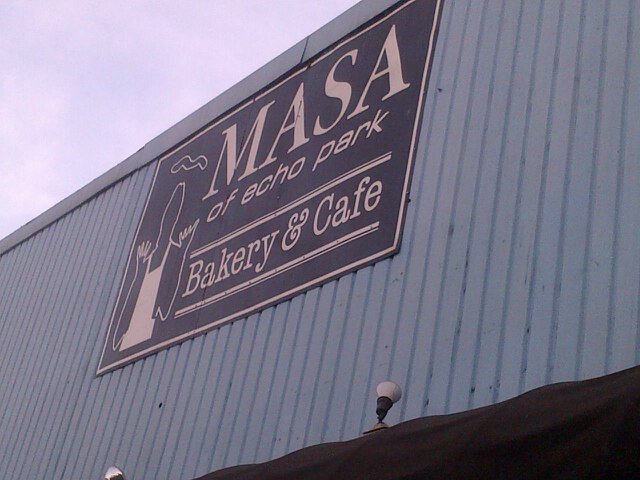 MASA
of echo park
Bakery & Cafe